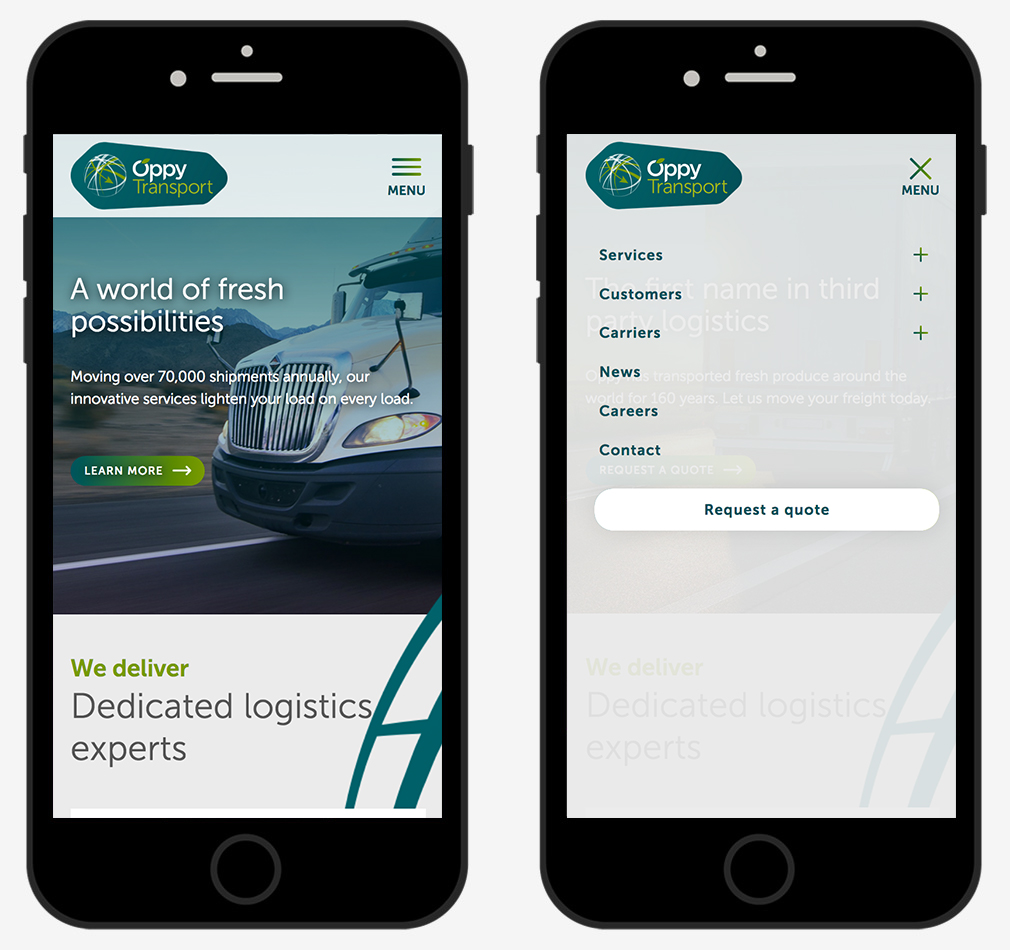 Oppy
Transport
MENU
A world of fresh
possibilities
Moving over 70,000 shipments annually, our
innovative services lighten your load on every load.
LEARN MORE
We deliver
Dedicated logistics
experts
Oppy
Transport
MENU
Services
The first name in third
Customers
party logistics
Carriers
News
Oppy has transported fresh produce around the
world for 160 years. Let us move your freight today.
Careers
Contact
REQUEST A QUOTE
Request a quote
We deliver
Dedicated logistics
experts